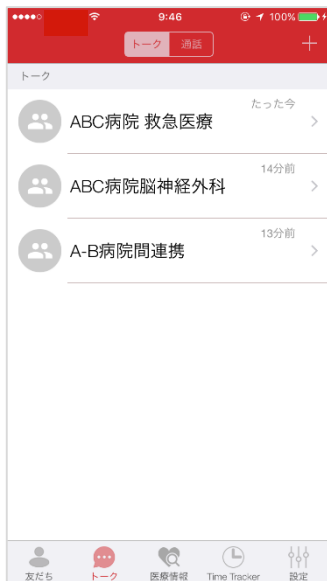 9:46
100%
トーク 通話
トーク
たった今
ABC病院 救急医療
14分前
ABC病院脳神経外科
13分前
A-B病院間連携
友だち トーク 医療情報 Time Tracker 設定